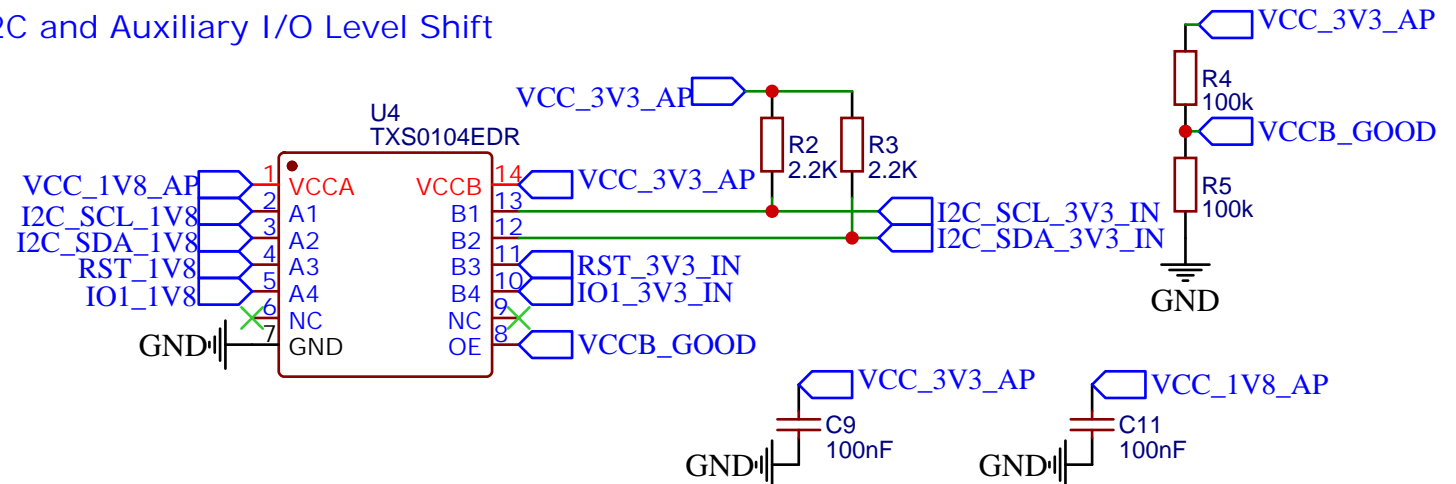 2C and Auxiliary I/O Level Shift
VCC_3V3_AP
R4
100k
VCCB_GOOD
R5
100k
GND
U4
TXS0104EDR
VCC_3V3_AP
R2
2.2K
R3
2.2K
VCC_1V8_AP
1
VCCA
VCCB
14
VCC_3V3_AP
I2C_SCL_1V8
2
A1
B1
13
I2C_SCL_3V3_IN
I2C_SDA_1V8
3
A2
B2
12
I2C_SDA_3V3_IN
RST_1V8
4
A3
B3
11
RST_3V3_IN
IO1_1V8
5
A4
B4
10
IO1_3V3_IN
6
NC
NC
9
GND
7
GND
OE
8
VCCB_GOOD
VCC_3V3_AP
C9
100nF
GND
VCC_1V8_AP
C11
100nF
GND